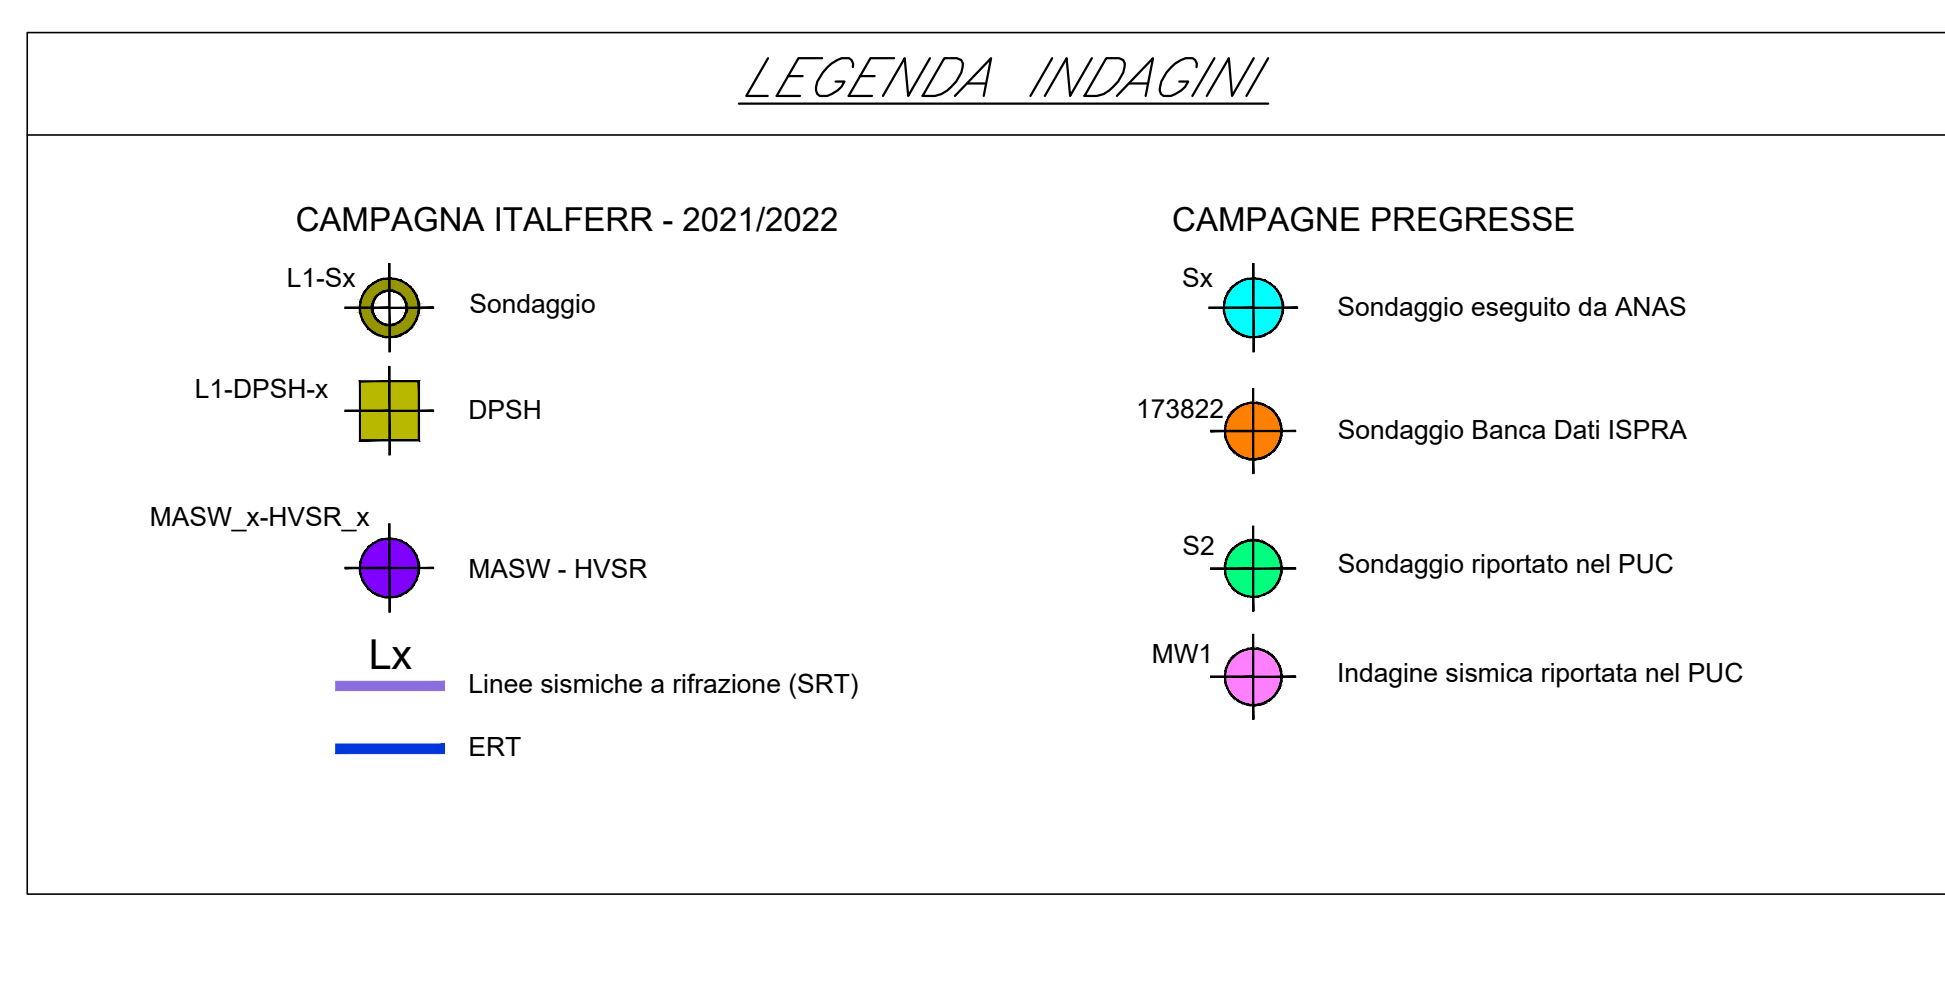 LEGENDA INDAGINI
CAMPAGNA ITALFERR - 2021/2022
L1-Sx
Sondaggio
L1-DPSH-x
DPSH
MASW_x-HVSR_x
MASW - HVSR
Lx
Linee sismiche a rifrazione (SRT)
ERT
CAMPAGNE PREGRESSE
Sx
Sondaggio eseguito da ANAS
173822
Sondaggio Banca Dati ISPRA
S2
Sondaggio riportato nel PUC
MW1
Indagine sismica riportata nel PUC